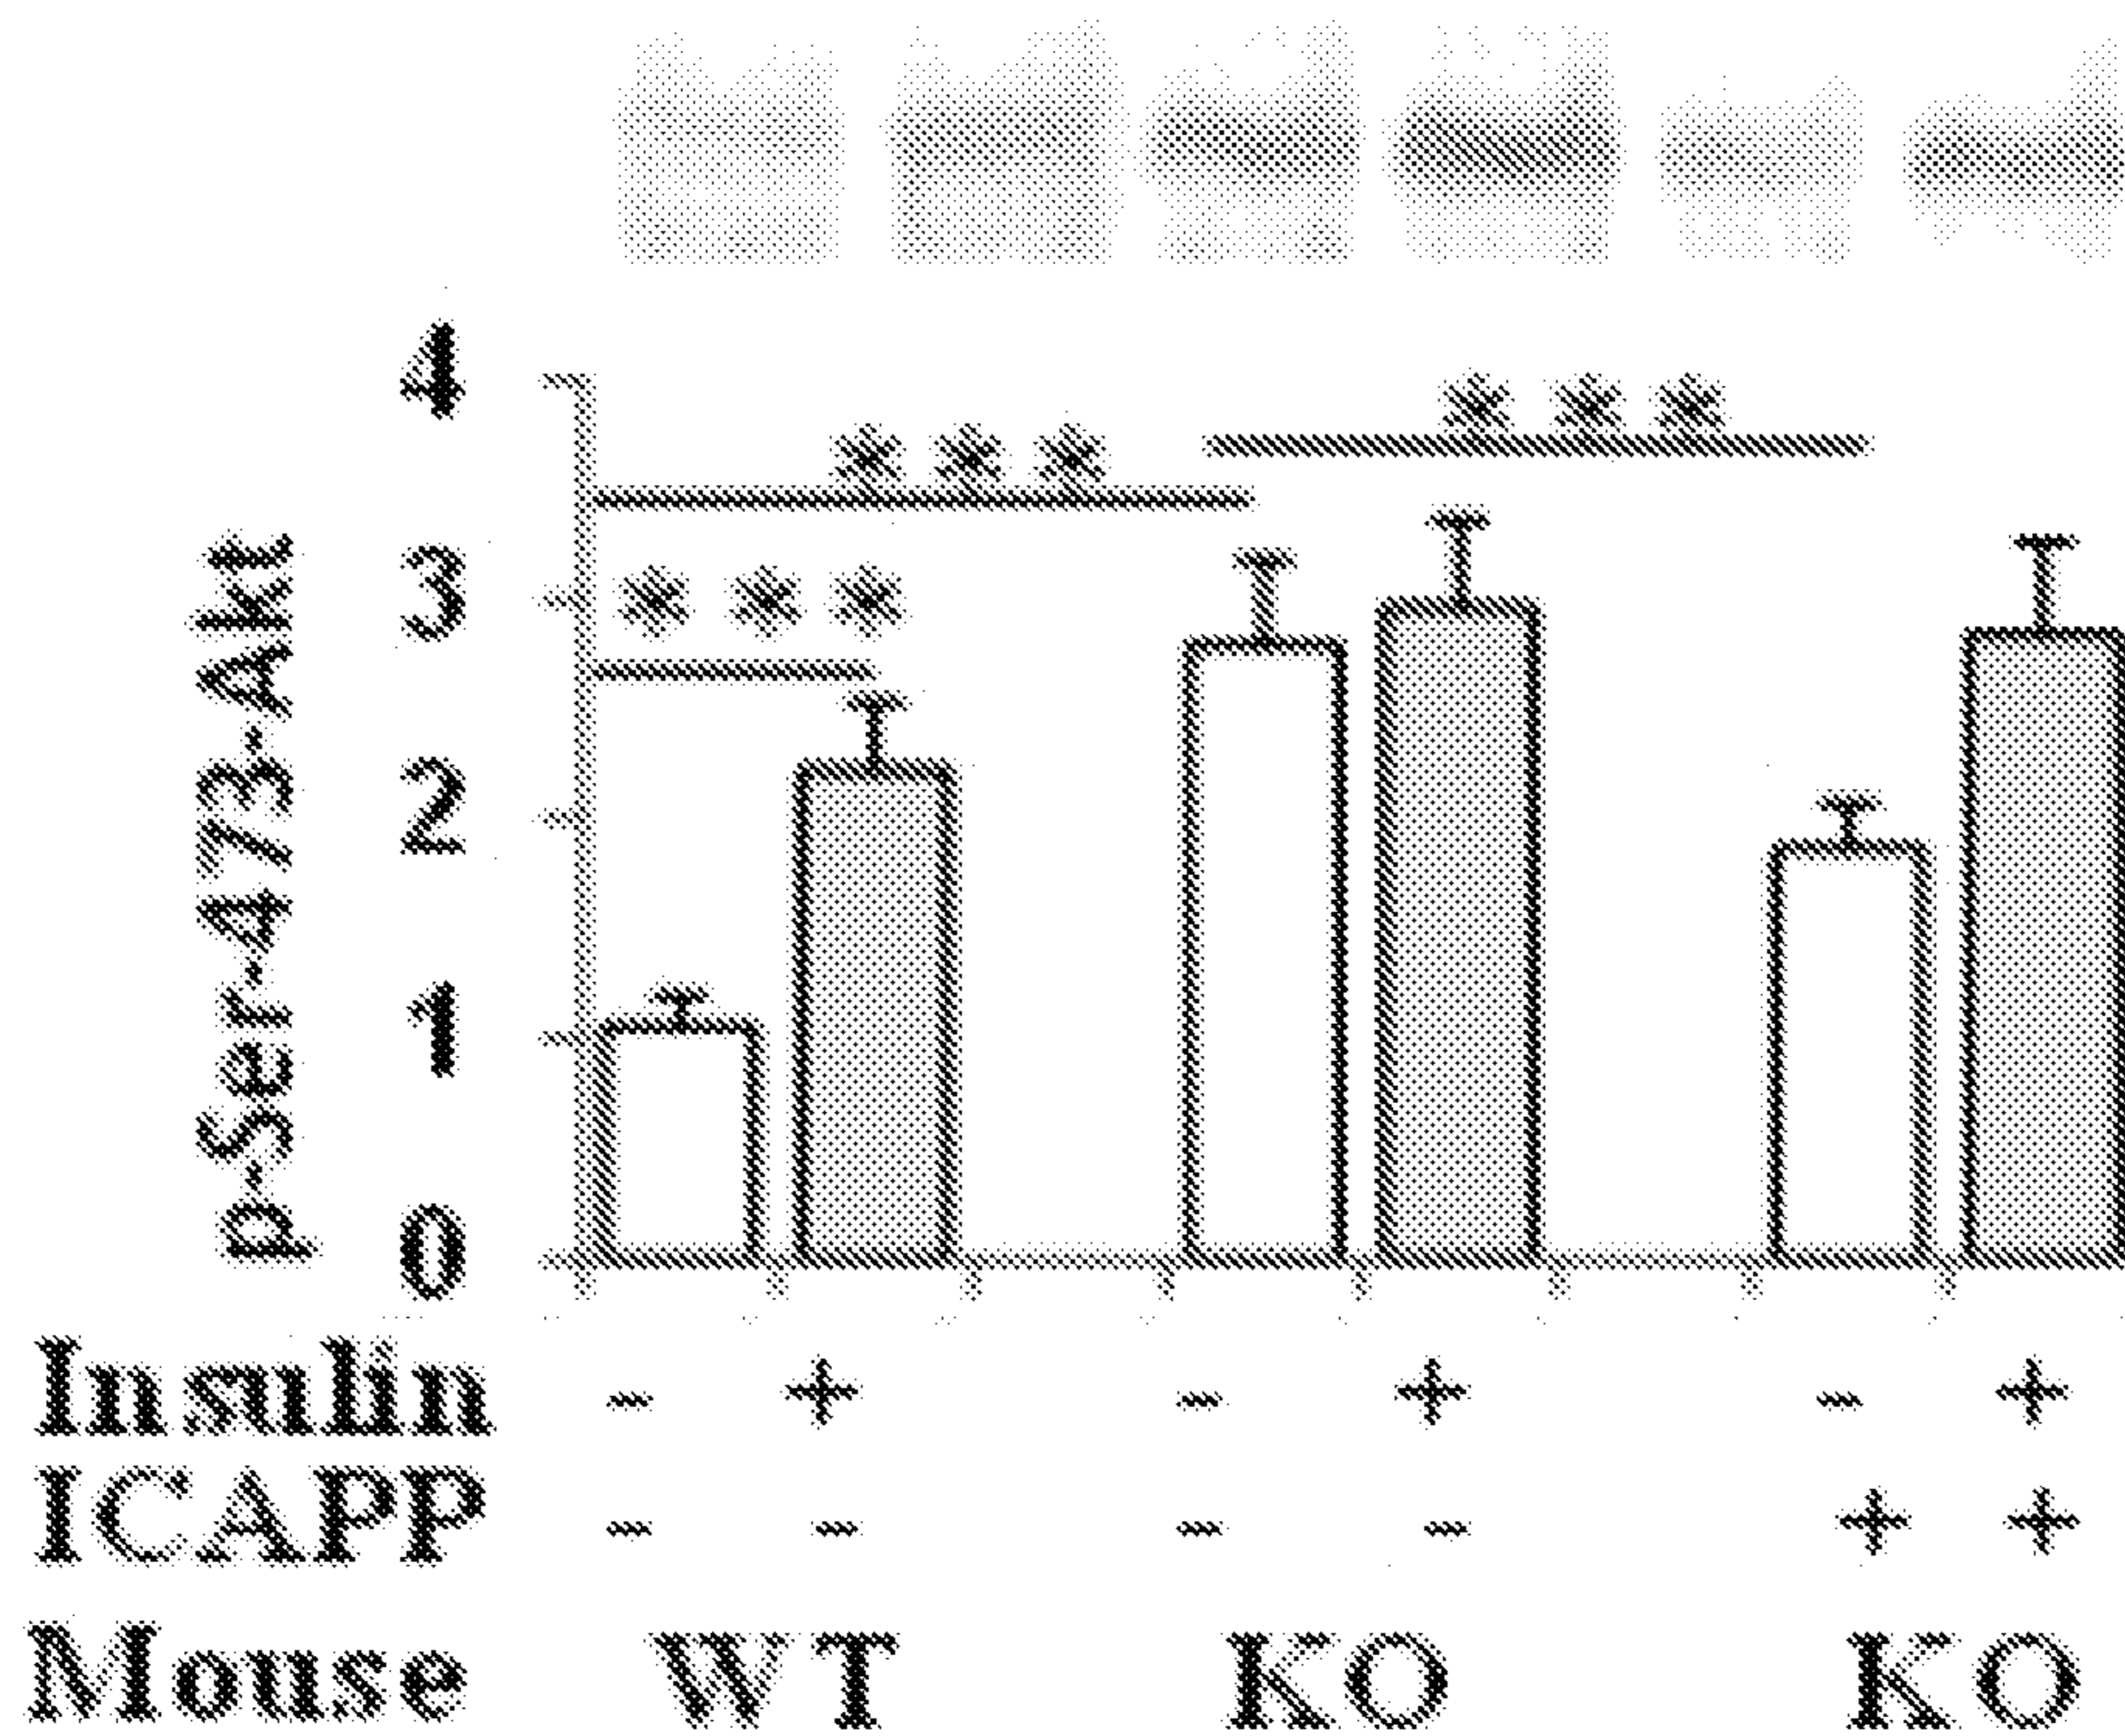 4
* * *
* * *
3
* * *
2
1
0
p-Ser-473-Akt
Insulin - + - + - +
ICAPP - - - - + +
Mouse WT KO KO